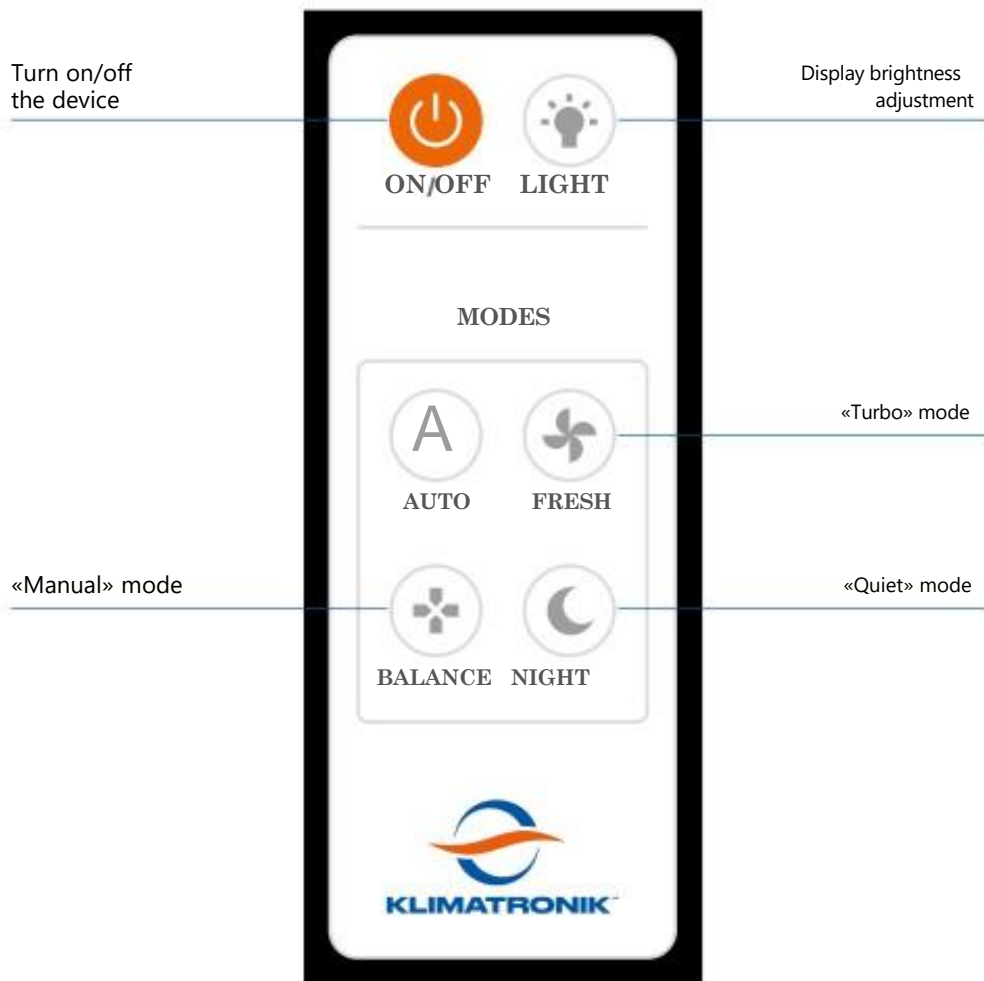 Turn on/off
the device
Display brightness
adjustment
ON/OFF LIGHT
MODES
A
«Turbo» mode
AUTO FRESH
«Manual» mode
«Quiet» mode
BALANCE NIGHT
KLIMATRONIK